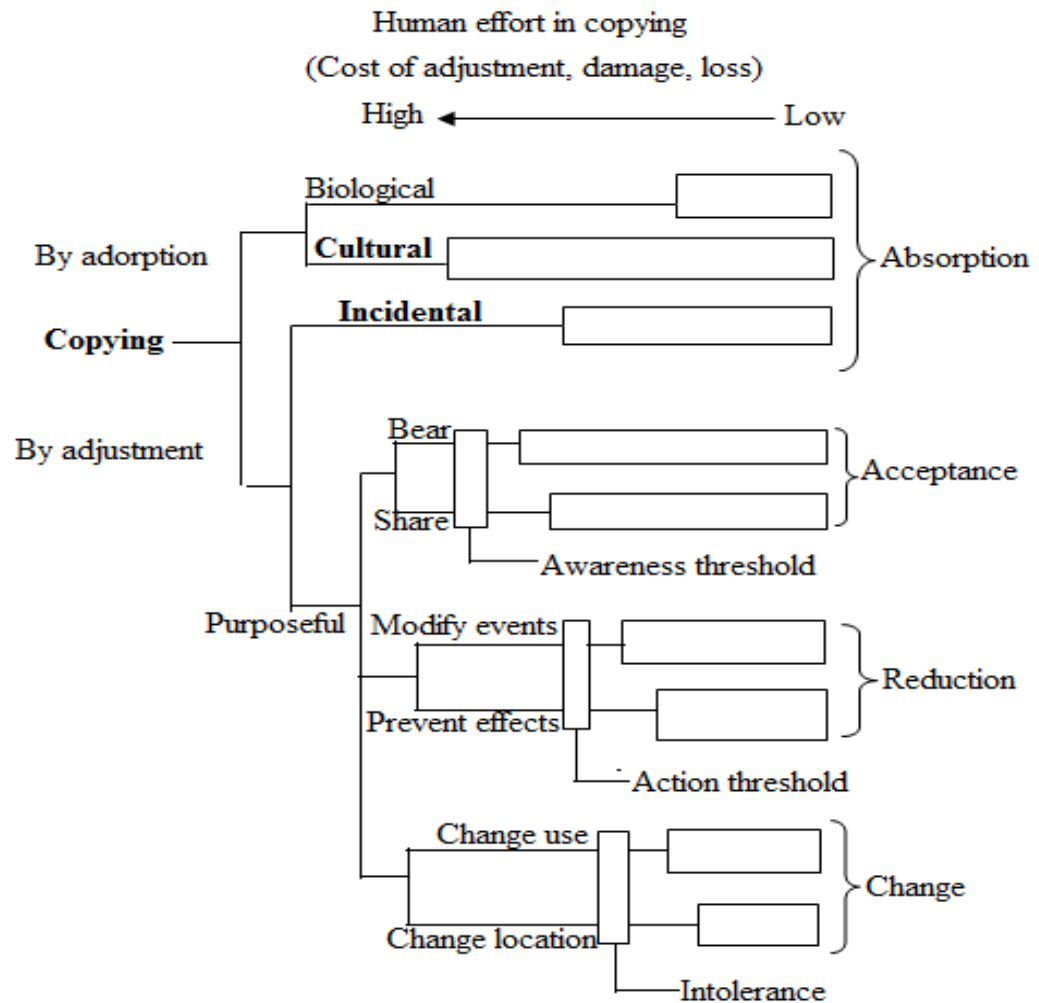 Human effort in copying
(Cost of adjustment, damage, loss)
High
Low
Biological
By adorption
Cultural
Absorption
Incidental
Copying
By adjustment
Bear
Acceptance
Share
Awareness threshold
Purposeful
Modify events
Reduction
Prevent effects
Action threshold
Change use
Change
Change location
Intolerance